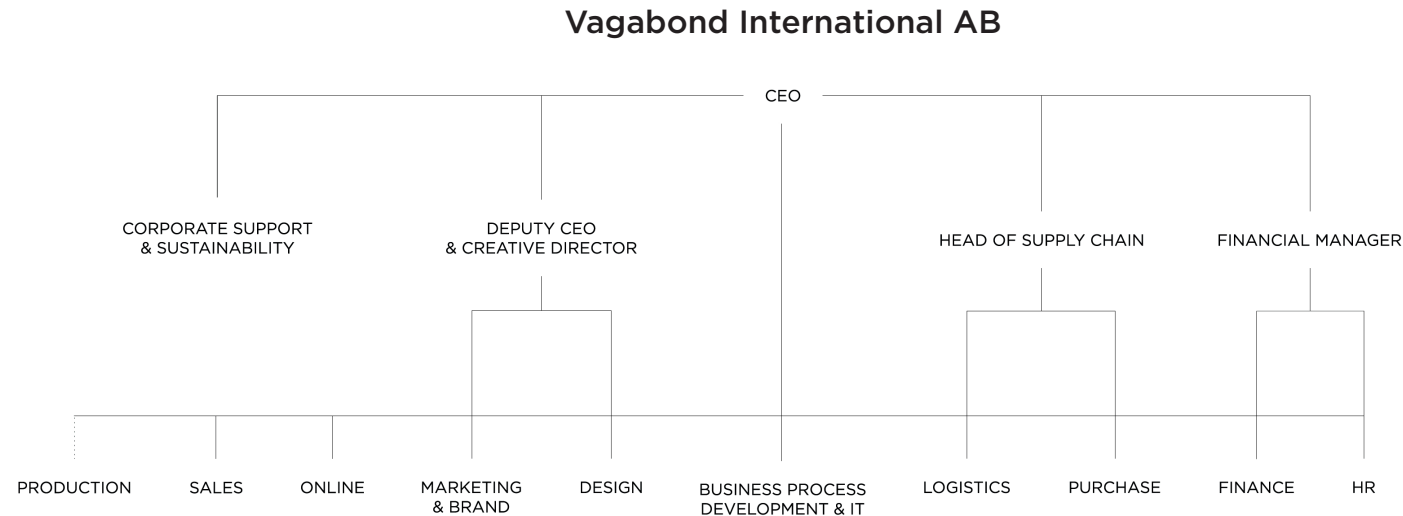 Vagabond International AB
CEO
CORPORATE SUPPORT
& SUSTAINABILITY
DEPUTY CEO
& CREATIVE DIRECTOR
HEAD OF SUPPLY CHAIN
FINANCIAL MANAGER
PRODUCTION
SALES
ONLINE
MARKETING
& BRAND
DESIGN
BUSINESS PROCESS
DEVELOPMENT & IT
LOGISTICS
PURCHASE
FINANCE
HR